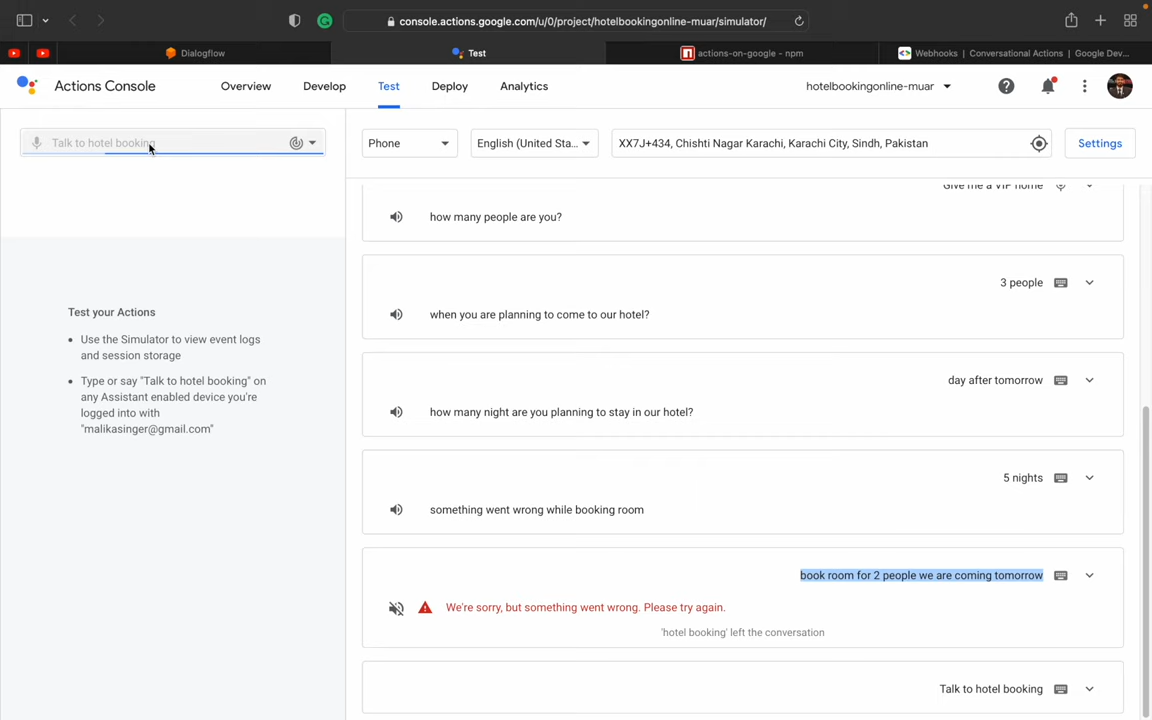 console.actions.google.com/u/0/project/hotelbookingonline-muar/simulator/
Dialogflow
Test
actions-on-google - npm
Webhooks | Conversational Actions | Google Dev...
Actions Console
Overview
Develop
Test
Deploy
Analytics
hotelbookingonline-muar
Talk to hotel booking
Phone
English (United Sta...
XX7J+434, Chishti Nagar Karachi, Karachi City, Sindh, Pakistan
Settings
Give me a VIP home
how many people are you?
3 people
when you are planning to come to our hotel?
day after tomorrow
how many night are you planning to stay in our hotel?
5 nights
something went wrong while booking room
book room for 2 people we are coming tomorrow
We're sorry, but something went wrong. Please try again.
'hotel booking' left the conversation
Talk to hotel booking
Test your Actions
Use the Simulator to view event logs
and session storage
Type or say "Talk to hotel booking" on
any Assistant enabled device you're
logged into with
"malikasinger@gmail.com"